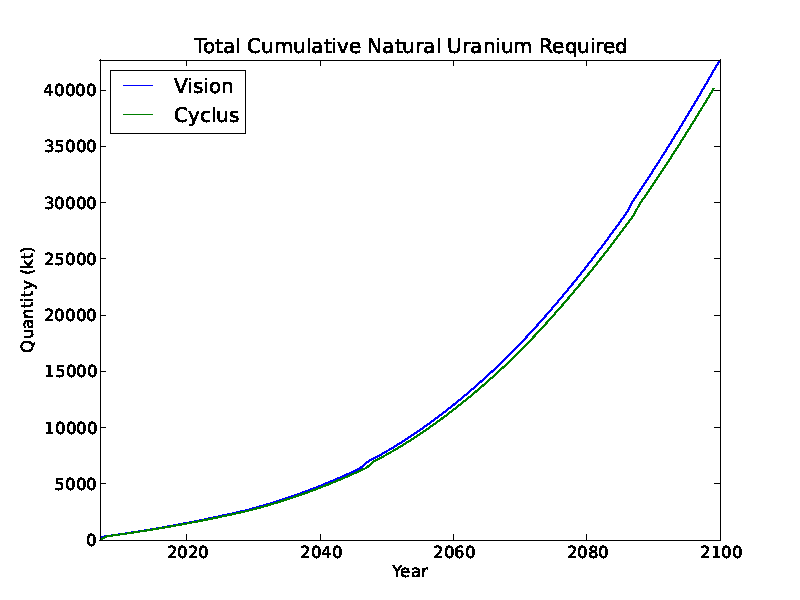 Total Cumulative Natural Uranium Required
Vision
Cyclus
40000
35000
30000
25000
20000
15000
10000
5000
0
Quantity (kt)
2020
2040
2060
2080
2100
Year